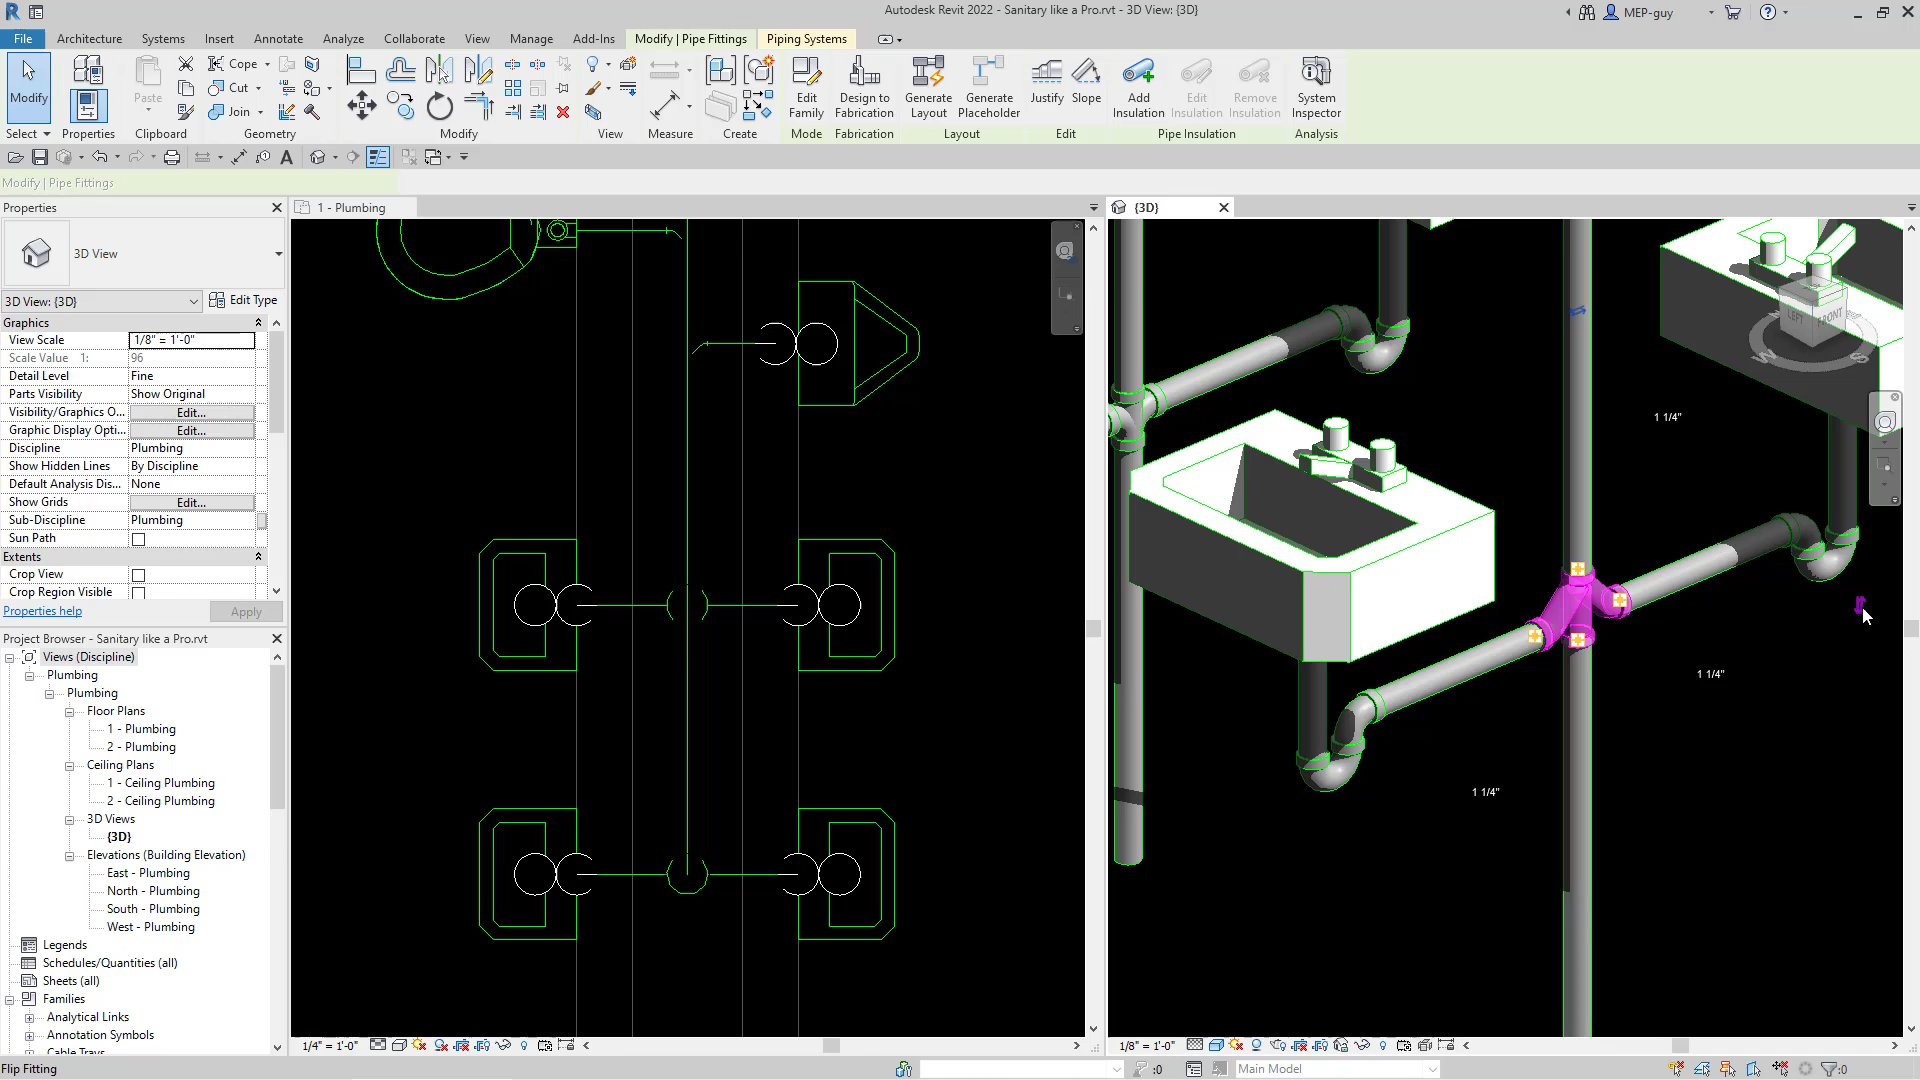 Autodesk Revit 2022 - Sanitary like a Pro.rvt - 3D View: {3D}
MEP-guy
File
Architecture
Systems
Insert
Annotate
Analyze
Collaborate
View
Manage
Add-Ins
Modify | Pipe Fittings
Piping Systems
Modify
Select
Properties
Paste
Clipboard
Cope
Cut
Join
Geometry
Modify
View
Measure
Create
Edit
Family
Mode
Design to
Fabrication
Fabrication
Generate
Layout
Generate
Placeholder
Layout
Justify
Slope
Edit
Add
Insulation
Edit
Insulation
Remove
Insulation
Pipe Insulation
System
Inspector
Analysis
Modify | Pipe Fittings
Properties
3D View
3D View: {3D}
Edit Type
Graphics
View Scale 1/8" = 1'-0"
Scale Value 1: 96
Detail Level Fine
Parts Visibility Show Original
Visibility/Graphics O... Edit...
Graphic Display Opti... Edit...
Discipline Plumbing
Show Hidden Lines By Discipline
Default Analysis Dis... None
Show Grids Edit...
Sub-Discipline Plumbing
Sun Path
Extents
Crop View
Crop Region Visible
Properties help
Apply
Project Browser - Sanitary like a Pro.rvt
Views (Discipline)
Plumbing
Plumbing
Floor Plans
1 - Plumbing
2 - Plumbing
Ceiling Plans
1 - Ceiling Plumbing
2 - Ceiling Plumbing
3D Views
{3D}
Elevations (Building Elevation)
East - Plumbing
North - Plumbing
South - Plumbing
West - Plumbing
Legends
Schedules/Quantities (all)
Sheets (all)
Families
Analytical Links
Annotation Symbols
Cable Trays
1 - Plumbing
{3D}
LEFT
FRONT
W
S
1 1/4"
1 1/4"
1 1/4"
1/4" = 1'-0"
1/8" = 1'-0"
Flip Fitting
:0
Main Model
:0